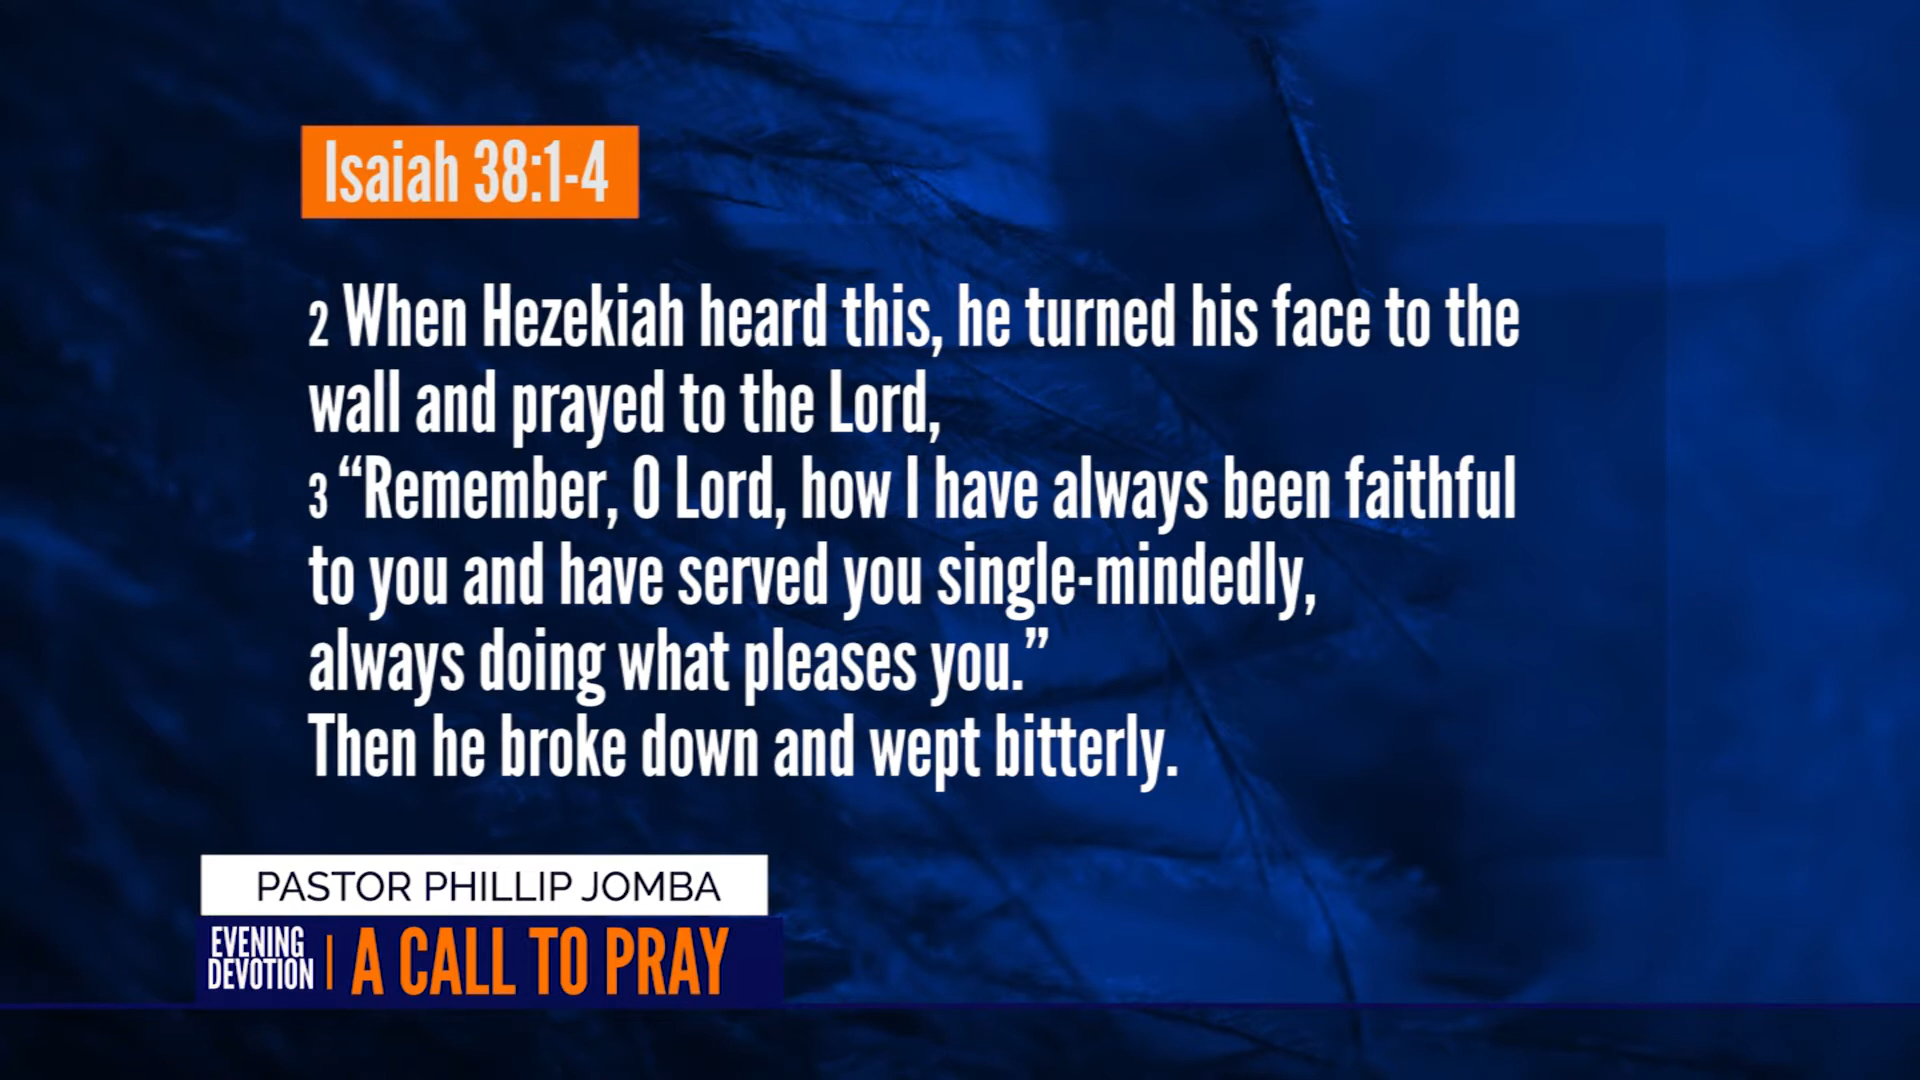 Isaiah 38:1-4
2 When Hezekiah heard this, he turned his face to the
wall and prayed to the Lord,
3 “Remember, O Lord, how I have always been faithful
to you and have served you single-mindedly,
always doing what pleases you.”
Then he broke down and wept bitterly.
PASTOR PHILLIP JOMBA
EVENING
DEVOTION
A CALL TO PRAY